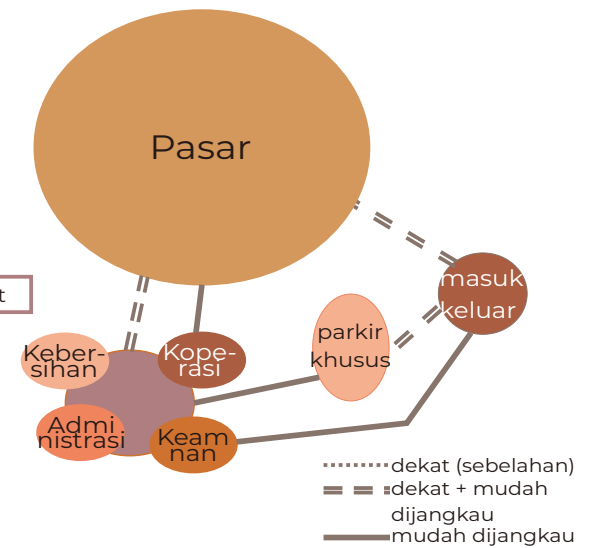 Pasar
masuk
keluar
t
parkir
khusus
Keber-
sihan
Kope-
rasi
Admi
nistrasi
Keam
nan
dekat (sebelahan)
dekat + mudah
dijangkau
mudah dijangkau